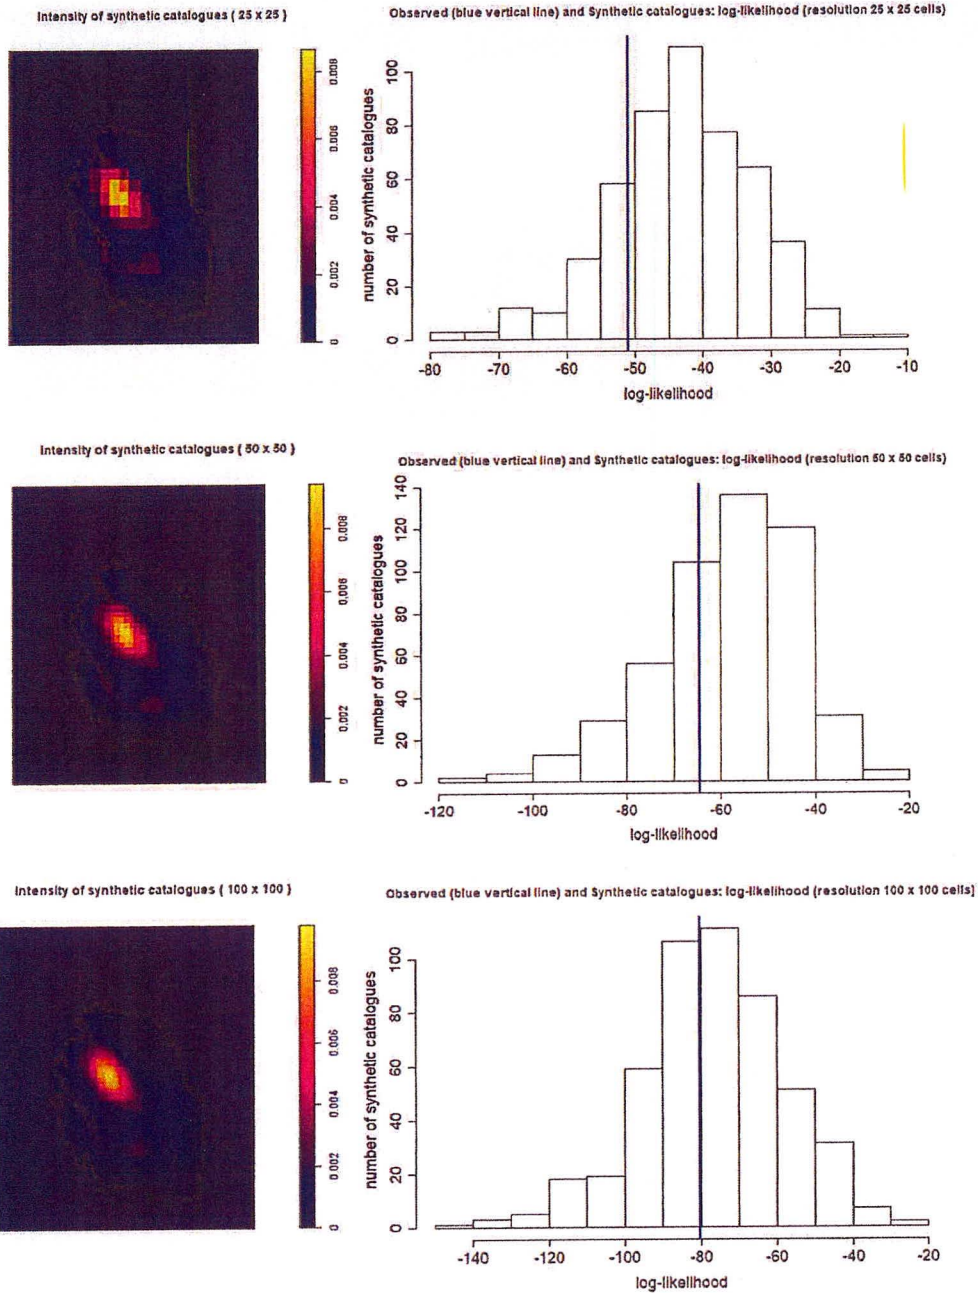 Intensity of synthetic catalogues ( 25 x 25 )
0.008
0.006
0.004
0.002
0
Observed (blue vertical line) and Synthetic catalogues: log-likelihood (resolution 25 x 25 cells)
number of synthetic catalogues
100
80
60
40
20
0
-80 -70 -60 -50 -40 -30 -20 -10
log-likelihood
Intensity of synthetic catalogues ( 50 x 50 )
0.008
0.006
0.004
0.002
0
Observed (blue vertical line) and Synthetic catalogues: log-likelihood (resolution 50 x 50 cells)
number of synthetic catalogues
140
120
100
80
60
40
20
0
-120 -100 -80 -60 -40 -20
log-likelihood
Intensity of synthetic catalogues ( 100 x 100 )
0.008
0.006
0.004
0.002
0
Observed (blue vertical line) and Synthetic catalogues: log-likelihood (resolution 100 x 100 cells)
number of synthetic catalogues
100
80
60
40
20
0
-140 -120 -100 -80 -60 -40 -20
log-likelihood